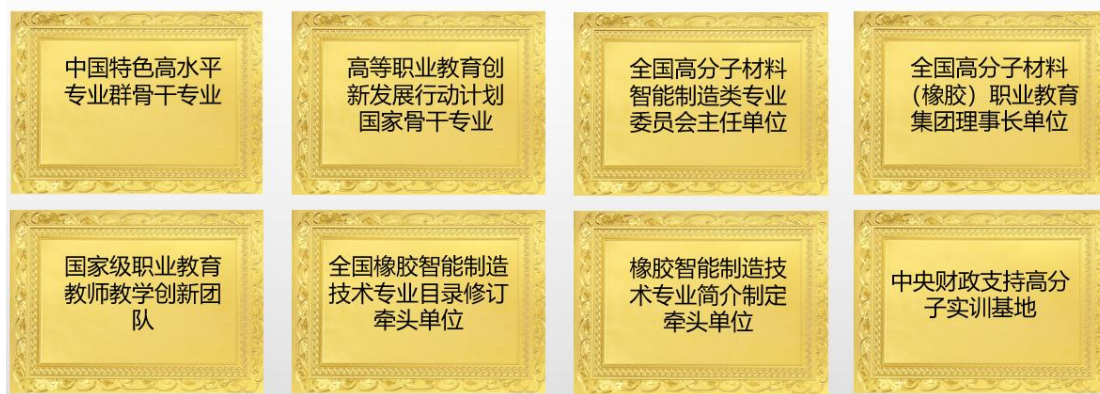 中国特色高水平
专业群骨干专业
高等职业教育创
新发展行动计划
国家骨干专业
全国高分子材料
智能制造类专业
委员会主任单位
全国高分子材料
（橡胶）职业教育
集团理事长单位
国家级职业教育
教师教学创新团
队
全国橡胶智能制造
技术专业目录修订
牵头单位
橡胶智能制造技
术专业简介制定
牵头单位
中央财政支持高分
子实训基地